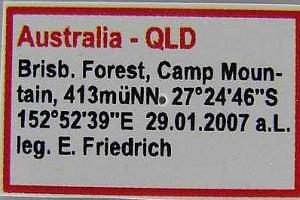 Australia - QLD
Brisb. Forest, Camp Moun-
tain, 413müNN. 27°24'46"S
152°52'39"E 29.01.2007 a.L.
leg. E. Friedrich